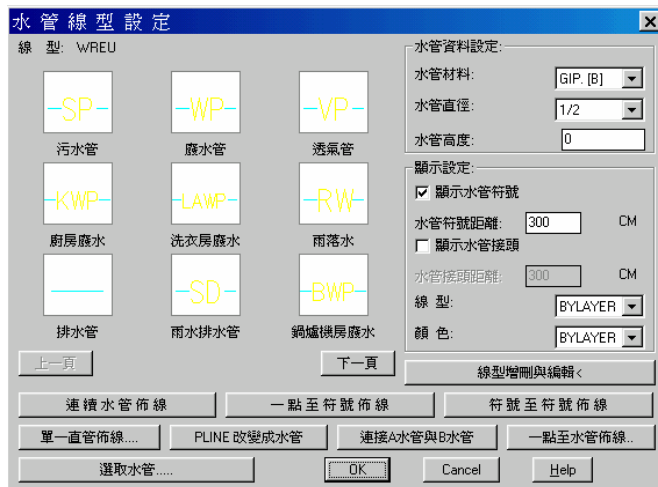 水管線型設定
線 型: WREU
SP WP VP
污水管 廢水管 透氣管
KWP LAWP RW
廚房廢水 洗衣房廢水 雨落水
SD BWP
排水管 雨水排水管 鍋爐機房廢水
上一頁 下一頁
水管資料設定:
水管材料: GIP. [B]
水管直徑: 1/2
水管高度: 0
顯示設定:
顯示水管符號
水管符號距離: 300 CM
顯示水管接頭
水管接頭距離: 300 CM
線 型: BYLAYER
顏 色: BYLAYER
線型增刪與編輯<
連續水管佈線 一點至符號佈線 符號至符號佈線
單一直管佈線.... PLINE 改變成水管 連接A水管與B水管 一點至水管佈線..
選取水管..... OK Cancel Help